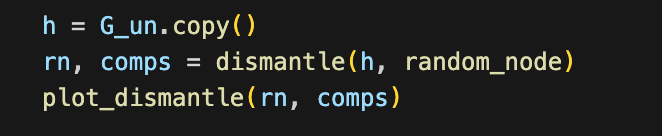 h = G_un.copy()
rn, comps = dismantle(h, random_node)
plot_dismantle(rn, comps)